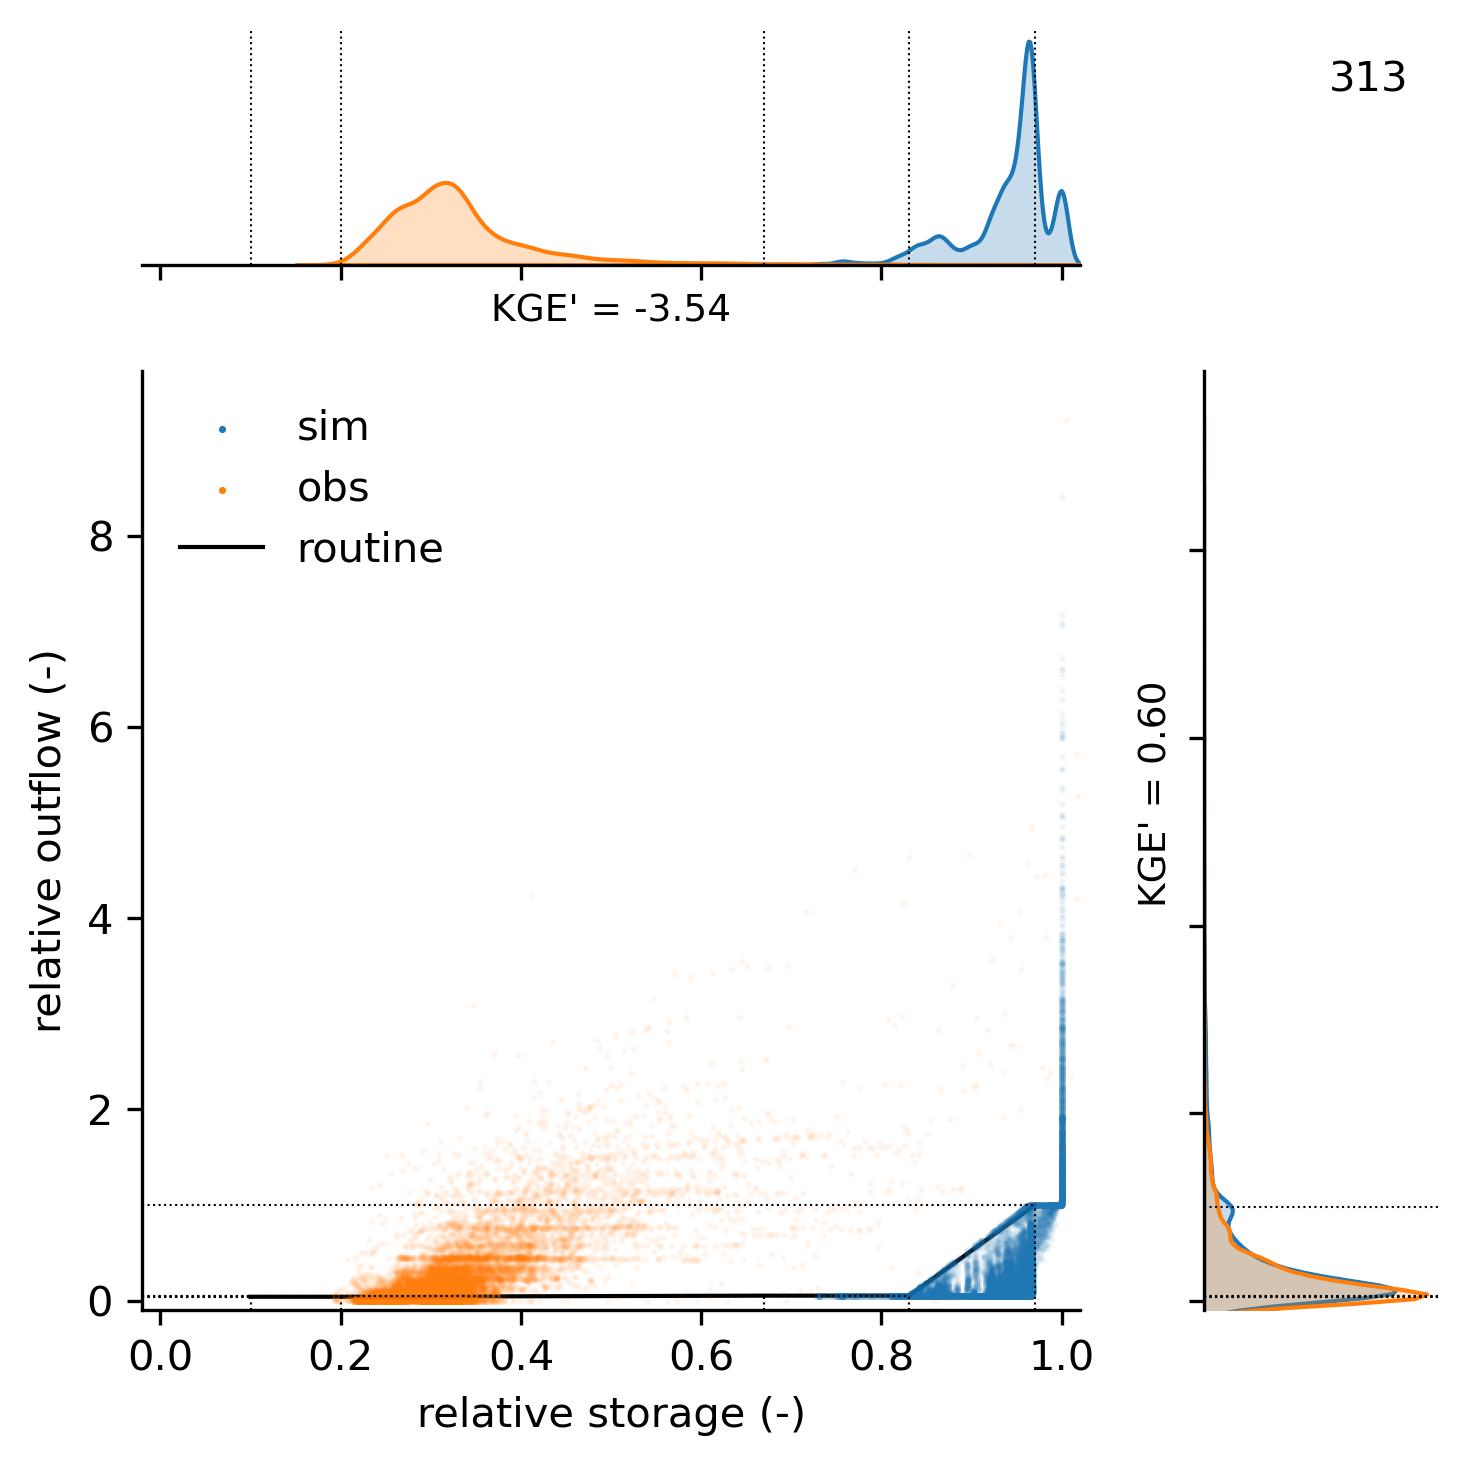 313
KGE' = -3.54
sim
obs
routine
8
6
4
2
0
relative outflow (-)
KGE' = 0.60
0.0 0.2 0.4 0.6 0.8 1.0
relative storage (-)